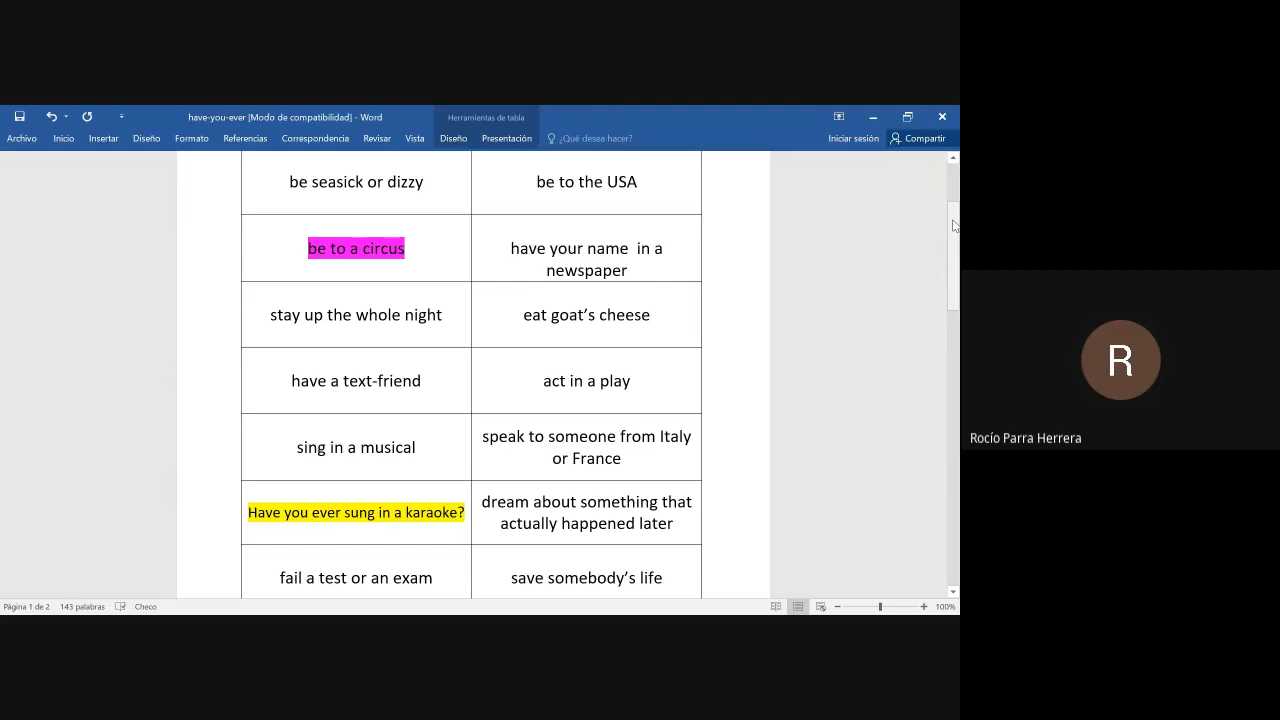 have-you-ever [Modo de compatibilidad] - Word
Herramientas de tabla
Archivo Inicio Insertar Diseño Formato Referencias Correspondencia Revisar Vista Diseño Presentación ¿Qué desea hacer? Iniciar sesión Compartir
be seasick or dizzy
be to the USA
be to a circus
have your name in a
newspaper
stay up the whole night
eat goat’s cheese
have a text-friend
act in a play
sing in a musical
speak to someone from Italy
or France
Have you ever sung in a karaoke?
dream about something that
actually happened later
fail a test or an exam
save somebody’s life
Página 1 de 2 143 palabras Checo 100%
R
Rocío Parra Herrera